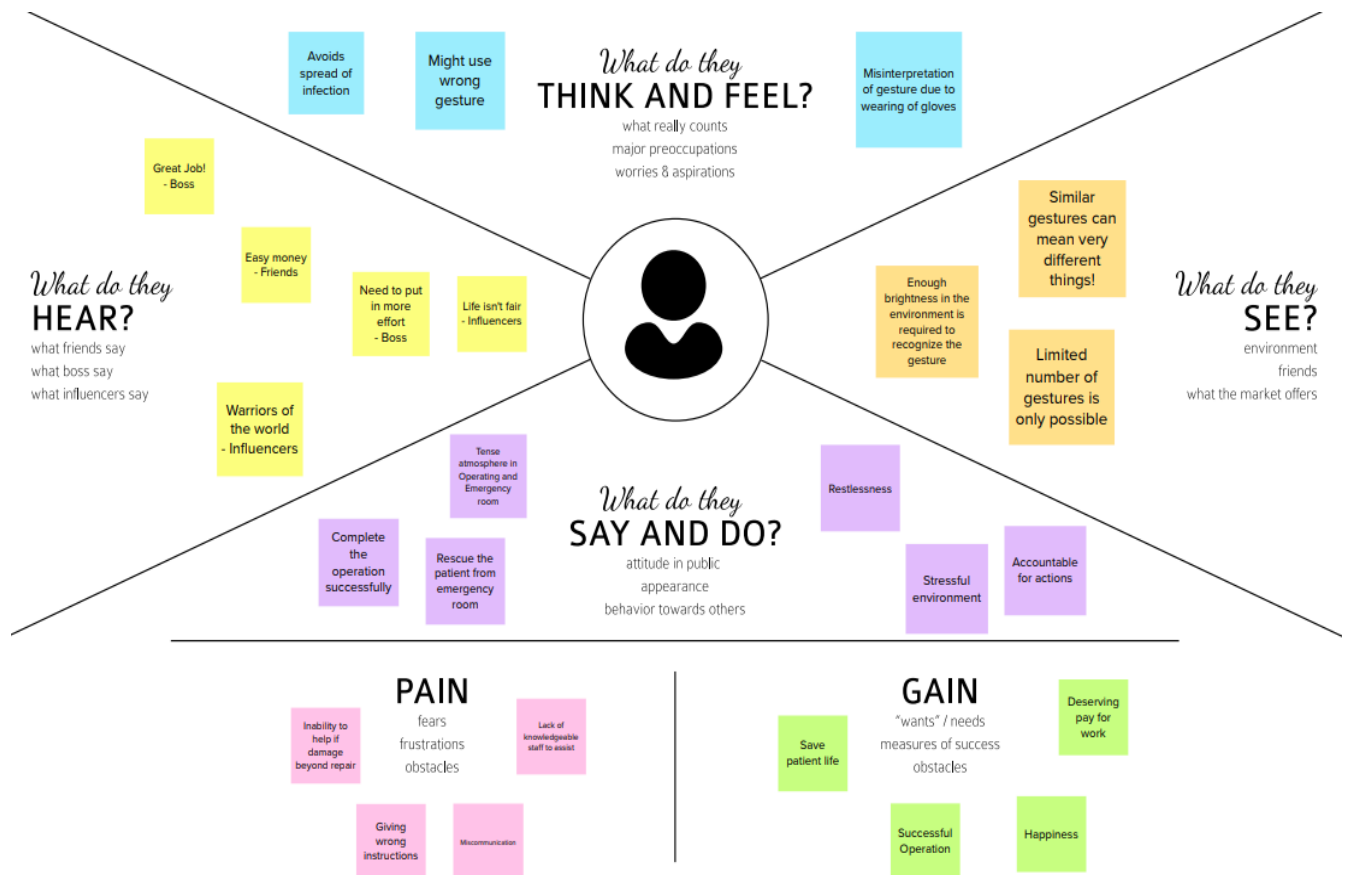 What do they
THINK AND FEEL?
what really counts
major preoccupations
worries & aspirations
Avoids
spread of
infection
Might use
wrong
gesture
Misinterpretation
of gesture due to
wearing of gloves
What do they
HEAR?
what friends say
what boss say
what influencers say
Great Job!
- Boss
Easy money
- Friends
Need to put
in more
effort
- Boss
Life isn't fair
- Influencers
Warriors of
the world
- Influencers
What do they
SEE?
environment
friends
what the market offers
Similar
gestures can
mean very
different
things!
Enough
brightness in the
environment is
required to
recognize the
gesture
Limited
number of
gestures is
only possible
What do they
SAY AND DO?
attitude in public
appearance
behavior towards others
Tense
atmosphere in
Operating and
Emergency
room
Complete
the
operation
successfully
Rescue the
patient from
emergency
room
Restlessness
Stressful
environment
Accountable
for actions
PAIN
fears
frustrations
obstacles
Inability to
help if
damage
beyond repair
Lack of
knowledgeable
staff to assist
Giving
wrong
instructions
Miscommunication
GAIN
"wants" / needs
measures of success
obstacles
Save
patient life
Deserving
pay for
work
Successful
Operation
Happiness